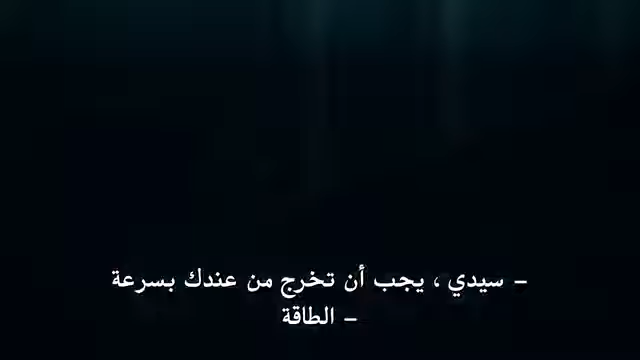 - سيدي ، يجب أن تخرج من عندك بسرعة
- الطاقة